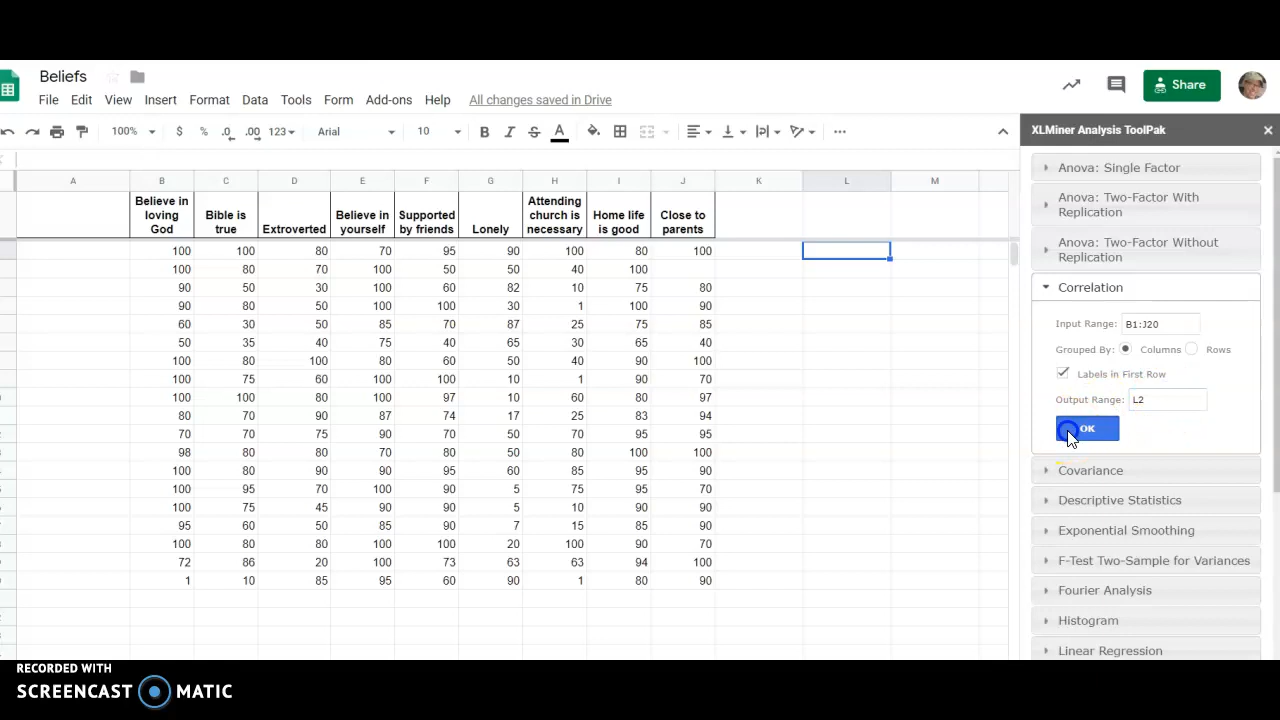 Beliefs
File Edit View Insert Format Data Tools Form Add-ons Help All changes saved in Drive
Share
100% $ % .0 .00 123 Arial 10 B I S A
XLMiner Analysis ToolPak
A B C D E F G H I J K L M
Believe in loving God
Bible is true
Extroverted
Believe in yourself
Supported by friends
Lonely
Attending church is necessary
Home life is good
Close to parents
100 100 80 70 95 90 100 80 100
100 80 70 100 50 50 40 100
90 50 30 100 60 82 10 75 80
90 80 50 100 100 30 1 100 90
60 30 50 85 70 87 25 75 85
50 35 40 75 40 65 30 65 40
100 80 100 80 60 50 40 90 100
100 75 60 100 100 10 1 90 70
100 100 80 100 97 10 60 80 97
80 70 90 87 74 17 25 83 94
70 70 75 90 70 50 70 95 95
98 80 80 70 80 50 80 100 100
100 80 90 90 95 60 85 95 90
100 95 70 100 90 5 75 95 70
100 75 45 90 90 5 10 90 90
95 60 50 85 90 7 15 85 90
100 80 80 100 100 20 100 90 70
72 86 20 100 73 63 63 94 100
1 10 85 95 60 90 1 80 90
Anova: Single Factor
Anova: Two-Factor With
Replication
Anova: Two-Factor Without
Replication
Correlation
Input Range: B1:J20
Grouped By: Columns Rows
Labels in First Row
Output Range: L2
OK
Covariance
Descriptive Statistics
Exponential Smoothing
F-Test Two-Sample for Variances
Fourier Analysis
Histogram
Linear Regression
RECORDED WITH
SCREENCAST MATIC